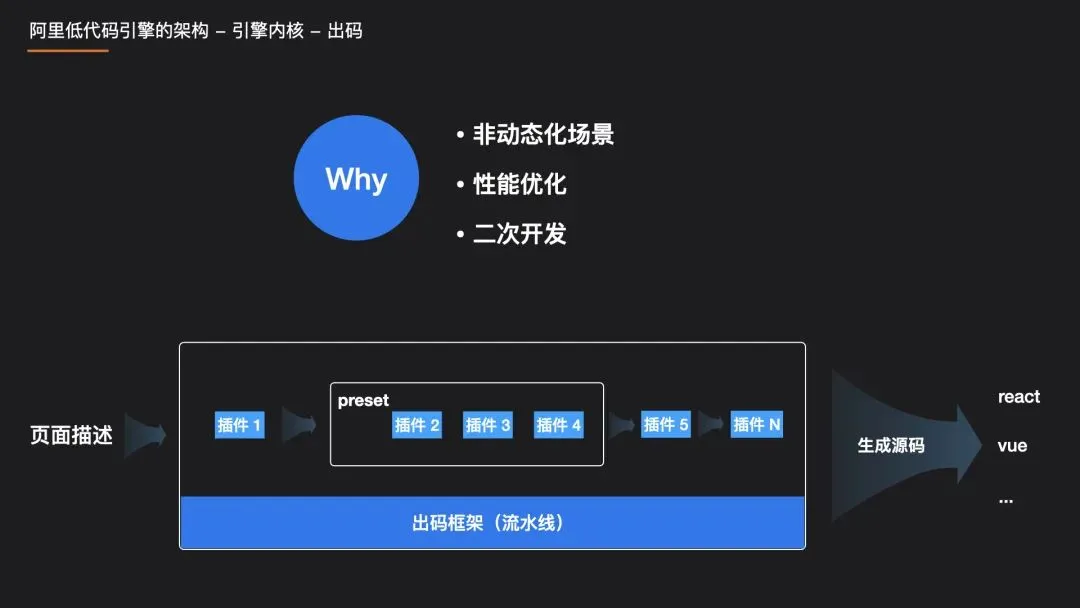 阿里低代码引擎的架构 – 引擎内核 – 出码
Why
• 非动态化场景
• 性能优化
• 二次开发
页面描述
插件 1
preset
插件 2
插件 3
插件 4
插件 5
插件 N
出码框架（流水线）
生成源码
react
vue
...